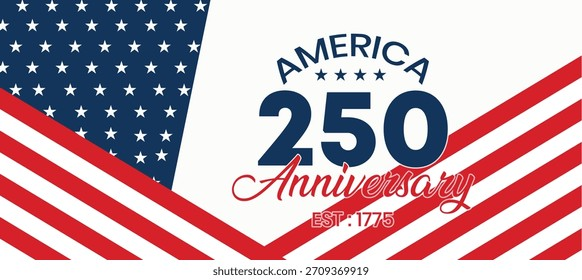 AMERICA
250
Anniversary
EST : 1775
shutterstock.com · 2709369919